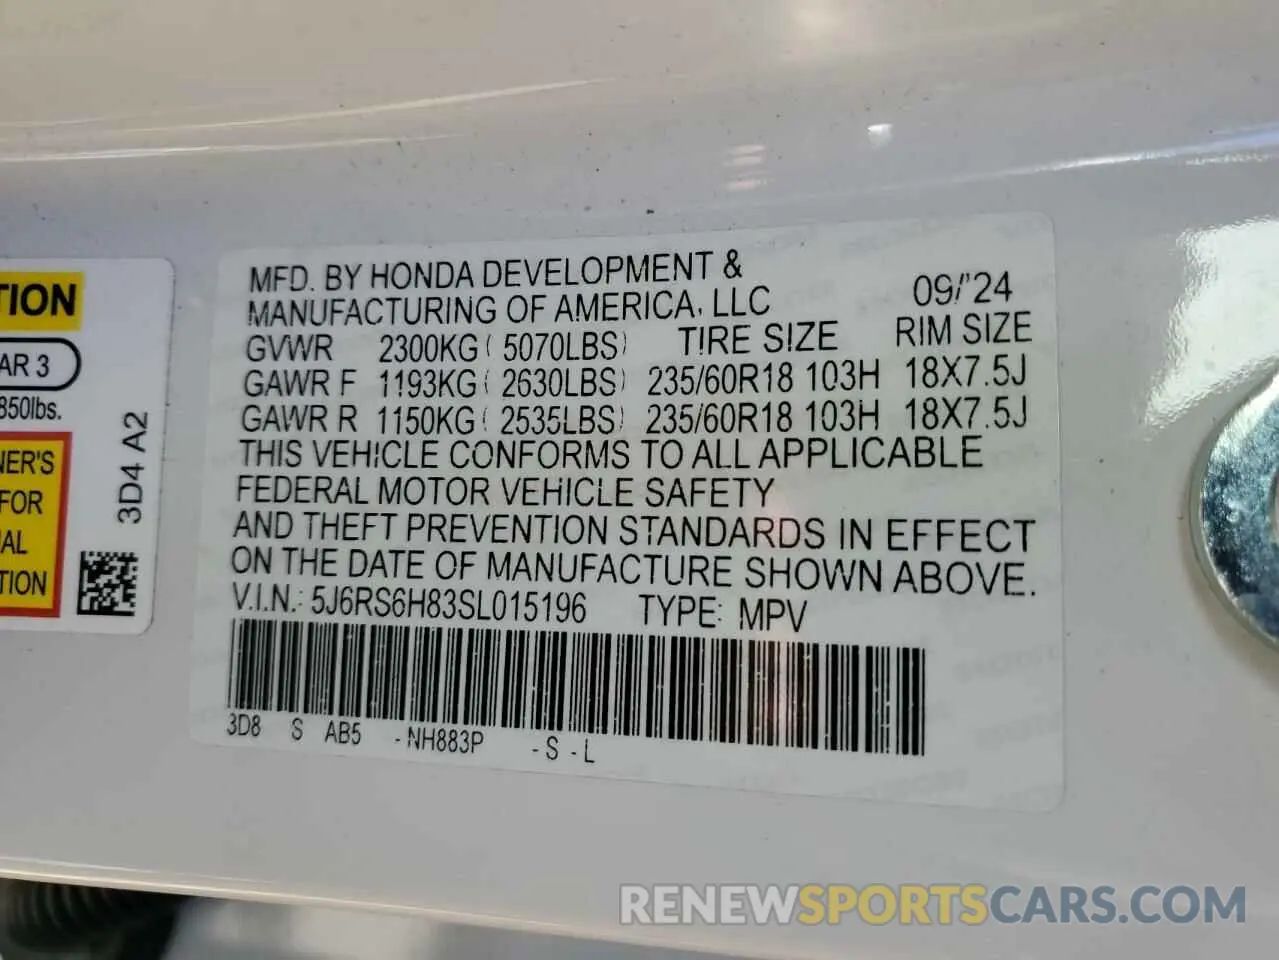 TION
AR 3
850lbs.
NER'S
FOR
AL
TION
3D4 A2
MFD. BY HONDA DEVELOPMENT &
MANUFACTURING OF AMERICA, LLC 09/'24
GVWR 2300KG ( 5070LBS) TIRE SIZE RIM SIZE
GAWR F 1193KG ( 2630LBS) 235/60R18 103H 18X7.5J
GAWR R 1150KG ( 2535LBS) 235/60R18 103H 18X7.5J
THIS VEHICLE CONFORMS TO ALL APPLICABLE
FEDERAL MOTOR VEHICLE SAFETY
AND THEFT PREVENTION STANDARDS IN EFFECT
ON THE DATE OF MANUFACTURE SHOWN ABOVE.
V.I.N.: 5J6RS6H83SL015196 TYPE: MPV
3D8 S AB5 -NH883P -S-L
RENEWSPORTSCARS.COM